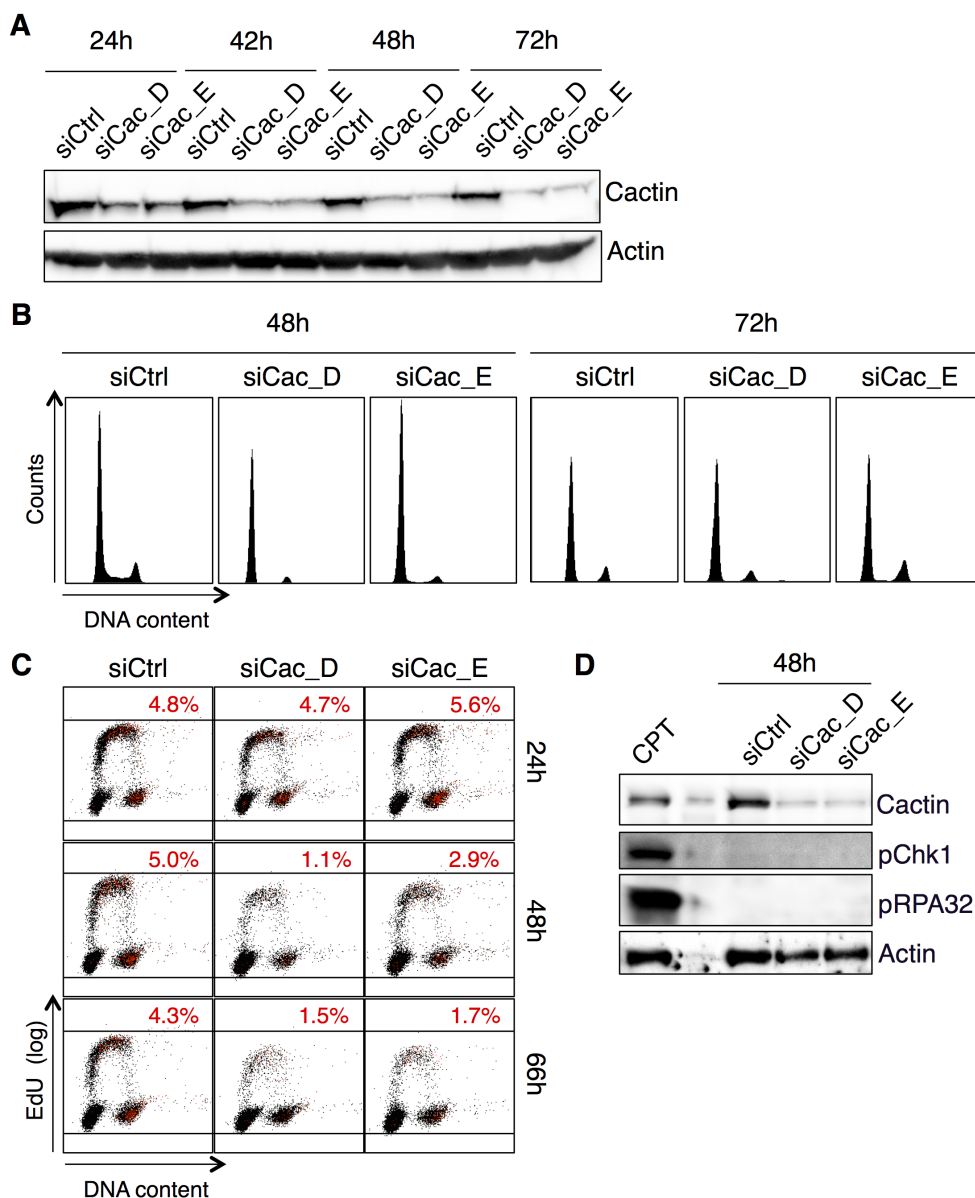 A
24h 42h 48h 72h
siCtrl siCac_D siCac_E siCtrl siCac_D siCac_E siCtrl siCac_D siCac_E siCtrl siCac_D siCac_E
Cactin
Actin
B
48h 72h
siCtrl siCac_D siCac_E siCtrl siCac_D siCac_E
Counts
DNA content
C
siCtrl siCac_D siCac_E
4.8% 4.7% 5.6%
24h
5.0% 1.1% 2.9%
48h
4.3% 1.5% 1.7%
66h
EdU (log)
DNA content
D
48h
CPT siCtrl siCac_D siCac_E
Cactin
pChk1
pRPA32
Actin